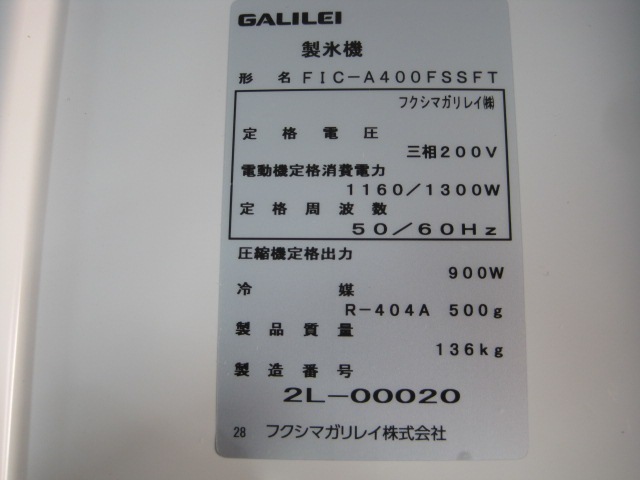 GALILEI
製氷機
形名 FIC-A400FSSFT
フクシマガリレイ㈱
定格電圧
三相200V
電動機定格消費電力
1160/1300W
定格周波数
50/60Hz
圧縮機定格出力
900W
冷媒
R-404A 500g
製品質量
136kg
製造番号
2L-00020
28 フクシマガリレイ株式会社